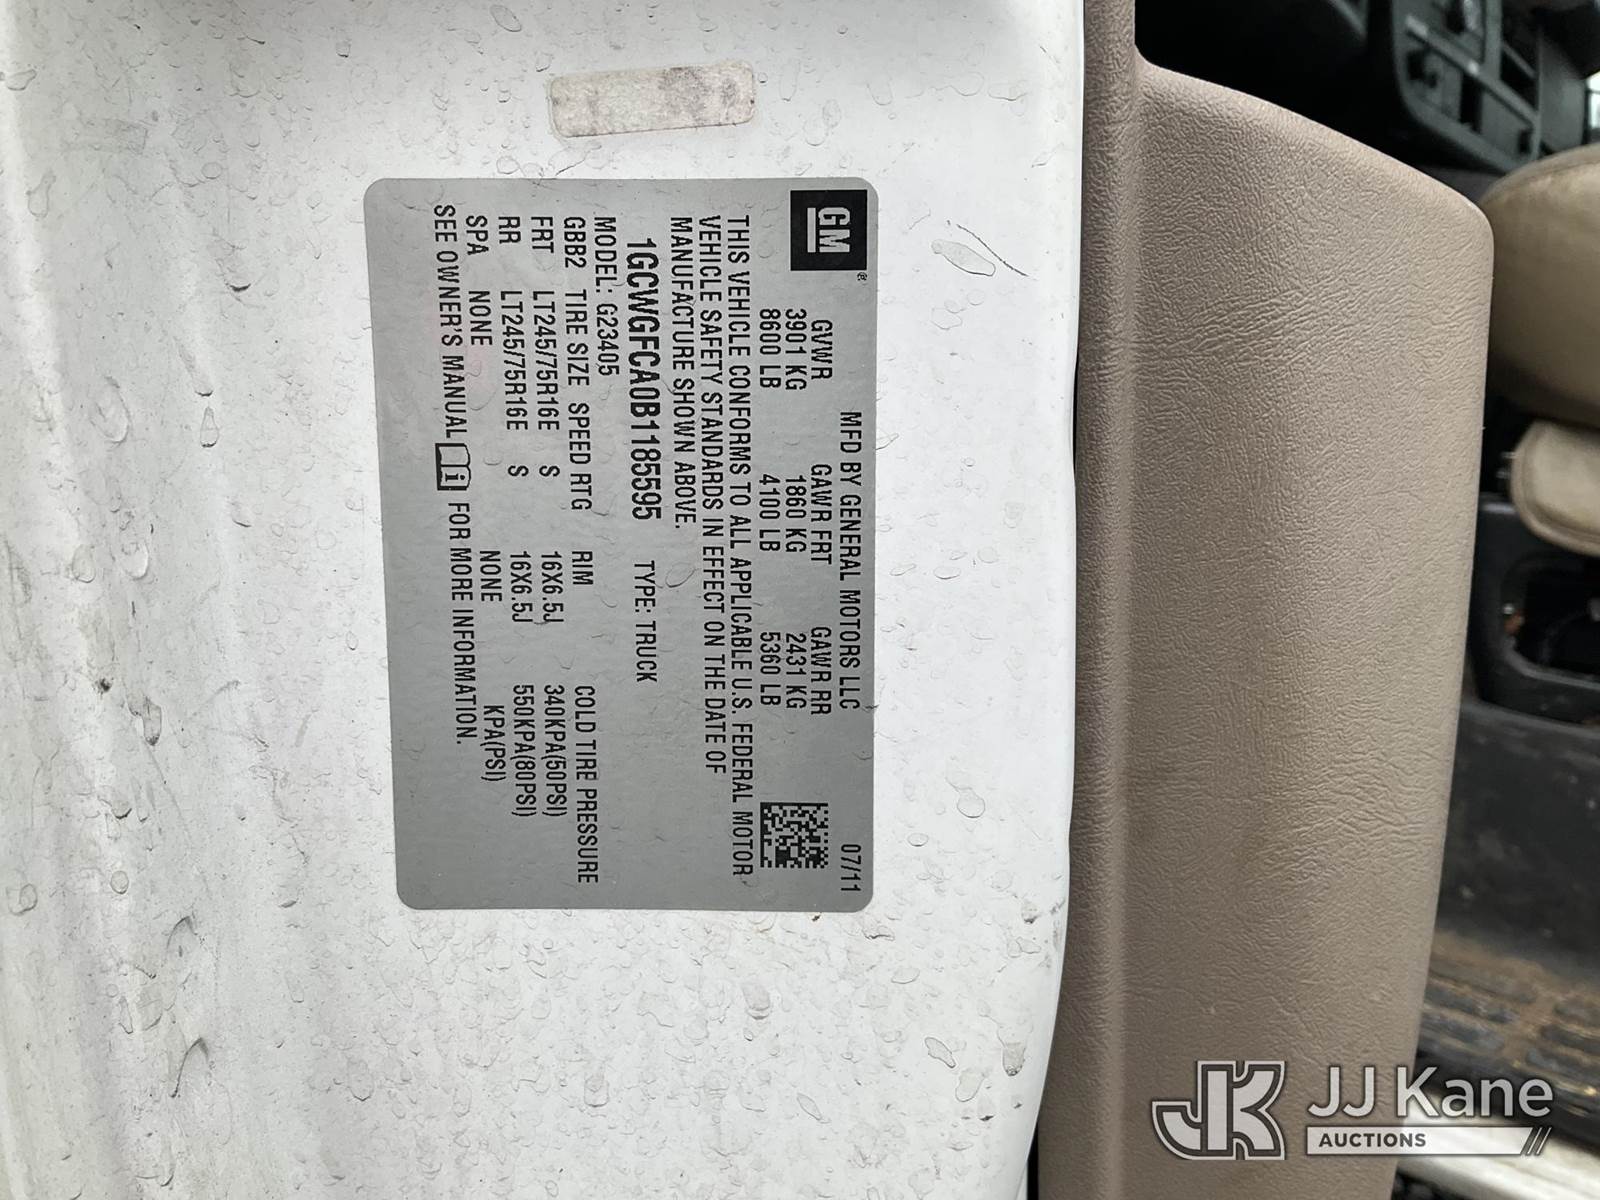 GM®
MFD BY GENERAL MOTORS LLC 07/11
GVWR GAWR FRT GAWR RR
3901 KG 1860 KG 2431 KG
8600 LB 4100 LB 5360 LB
THIS VEHICLE CONFORMS TO ALL APPLICABLE U.S. FEDERAL MOTOR
VEHICLE SAFETY STANDARDS IN EFFECT ON THE DATE OF
MANUFACTURE SHOWN ABOVE.
1GCWGFCA0B1185595 TYPE: TRUCK
MODEL: G23405
GBB2 TIRE SIZE SPEED RTG RIM COLD TIRE PRESSURE
FRT LT245/75R16E S 16X6.5J 340KPA(50PSI)
RR LT245/75R16E S 16X6.5J 550KPA(80PSI)
SPA NONE NONE KPA(PSI)
SEE OWNER'S MANUAL i FOR MORE INFORMATION.
JK JJ Kane
AUCTIONS